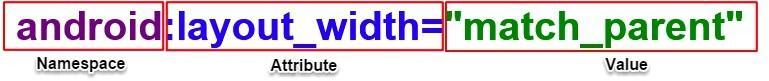 android:layout_width="match_parent"
Namespace Attribute Value